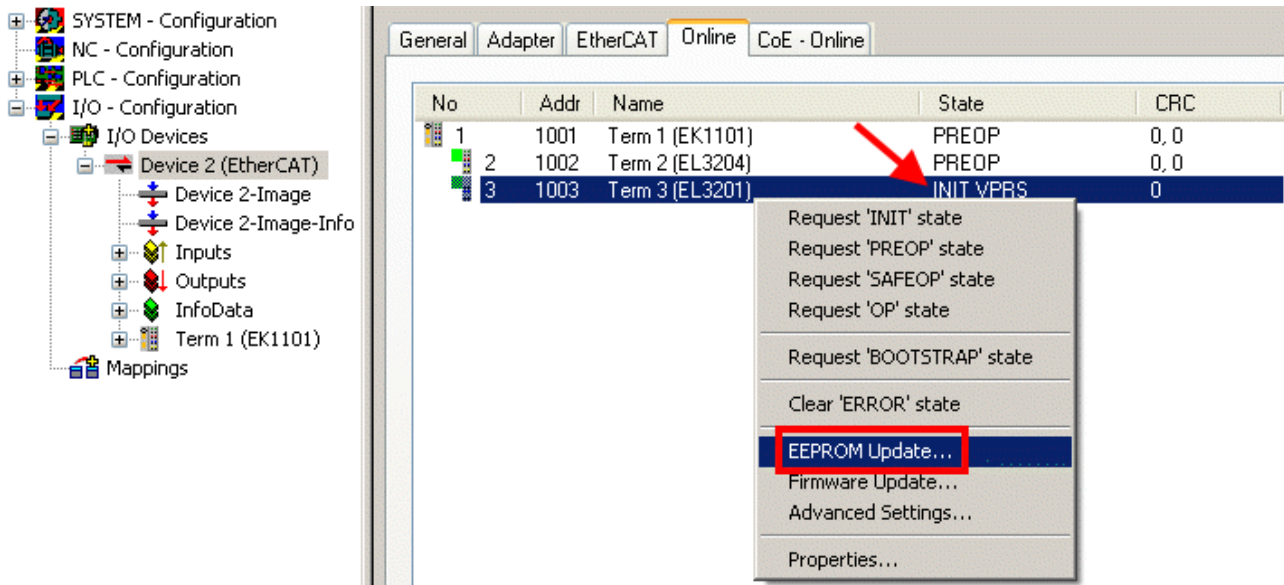 SYSTEM - Configuration
NC - Configuration
PLC - Configuration
I/O - Configuration
I/O Devices
Device 2 (EtherCAT)
Device 2-Image
Device 2-Image-Info
Inputs
Outputs
InfoData
Term 1 (EK1101)
Mappings
General Adapter EtherCAT Online CoE - Online
No Addr Name State CRC
1 1001 Term 1 (EK1101) PREOP 0, 0
2 1002 Term 2 (EL3204) PREOP 0, 0
3 1003 Term 3 (EL3201) INIT VPRS 0
Request 'INIT' state
Request 'PREOP' state
Request 'SAFEOP' state
Request 'OP' state
Request 'BOOTSTRAP' state
Clear 'ERROR' state
EEPROM Update...
Firmware Update...
Advanced Settings...
Properties...